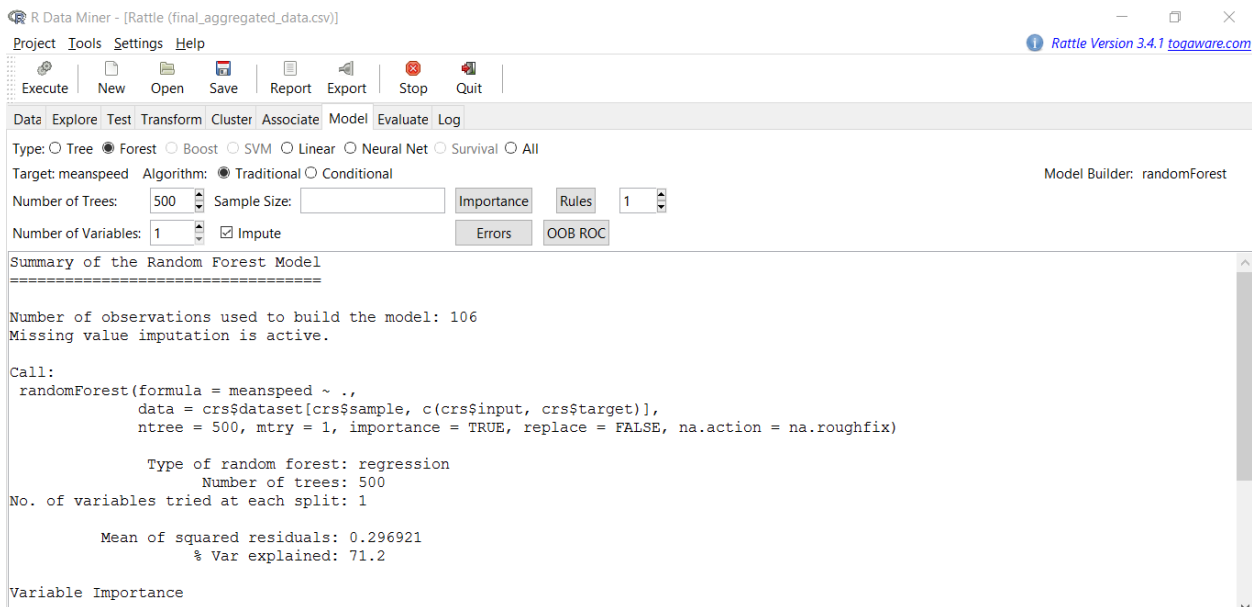 R Data Miner - [Rattle (final_aggregated_data.csv)]
Project Tools Settings Help
Rattle Version 3.4.1 togaware.com
Execute New Open Save Report Export Stop Quit
Data Explore Test Transform Cluster Associate Model Evaluate Log
Type: Tree Forest Boost SVM Linear Neural Net Survival All
Target: meanspeed Algorithm: Traditional Conditional Model Builder: randomForest
Number of Trees: 500 Sample Size: Importance Rules 1
Number of Variables: 1 Impute Errors OOB ROC
Summary of the Random Forest Model
==================================
Number of observations used to build the model: 106
Missing value imputation is active.
Call:
randomForest(formula = meanspeed ~ .,
data = crs$dataset[crs$sample, c(crs$input, crs$target)],
ntree = 500, mtry = 1, importance = TRUE, replace = FALSE, na.action = na.roughfix)
Type of random forest: regression
Number of trees: 500
No. of variables tried at each split: 1
Mean of squared residuals: 0.296921
% Var explained: 71.2
Variable Importance